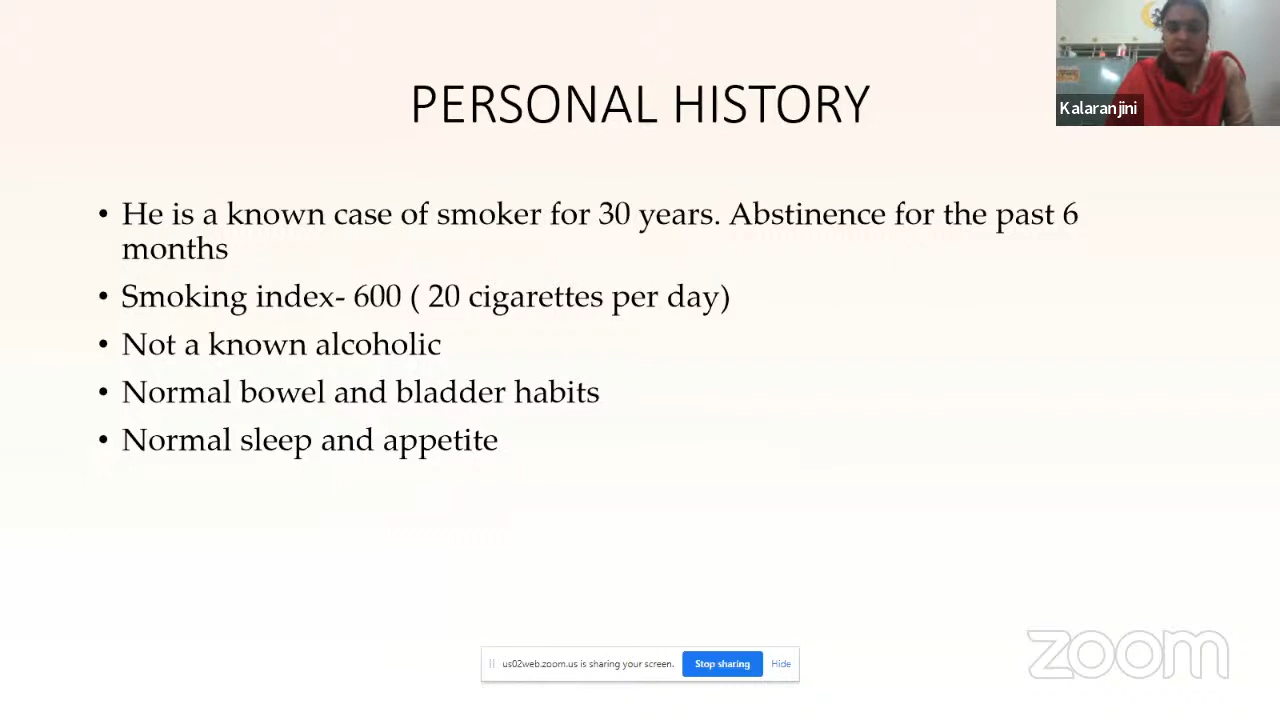 PERSONAL HISTORY
Kalaranjini
• He is a known case of smoker for 30 years. Abstinence for the past 6
months
• Smoking index- 600 ( 20 cigarettes per day)
• Not a known alcoholic
• Normal bowel and bladder habits
• Normal sleep and appetite
zoom
us02web.zoom.us is sharing your screen. Stop sharing Hide